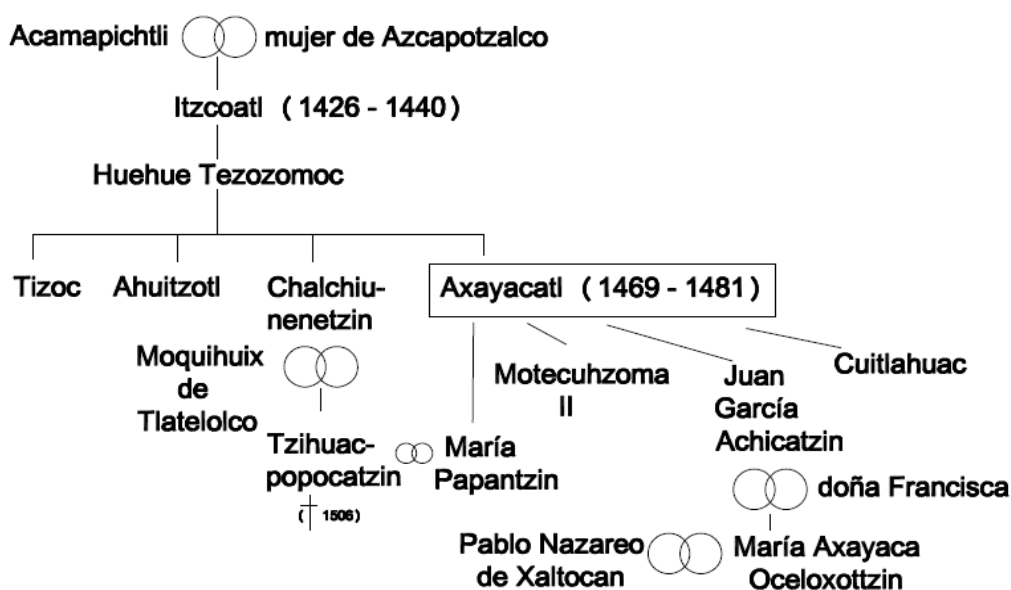 Acamapichtli mujer de Azcapotzalco
Itzcoatl (1426 - 1440)
Huehue Tezozomoc
Tizoc
Ahuitzotl
Chalchiu-
nenetzin
Axayacatl (1469 - 1481)
Moquihuix
de
Tlatelolco
Motecuhzoma
II
Juan
García
Achicatzin
Cuitlahuac
Tzihuac-
popocatzin
( † 1506)
María
Papantzin
doña Francisca
Pablo Nazareo
de Xaltocan
María Axayaca
Oceloxottzin